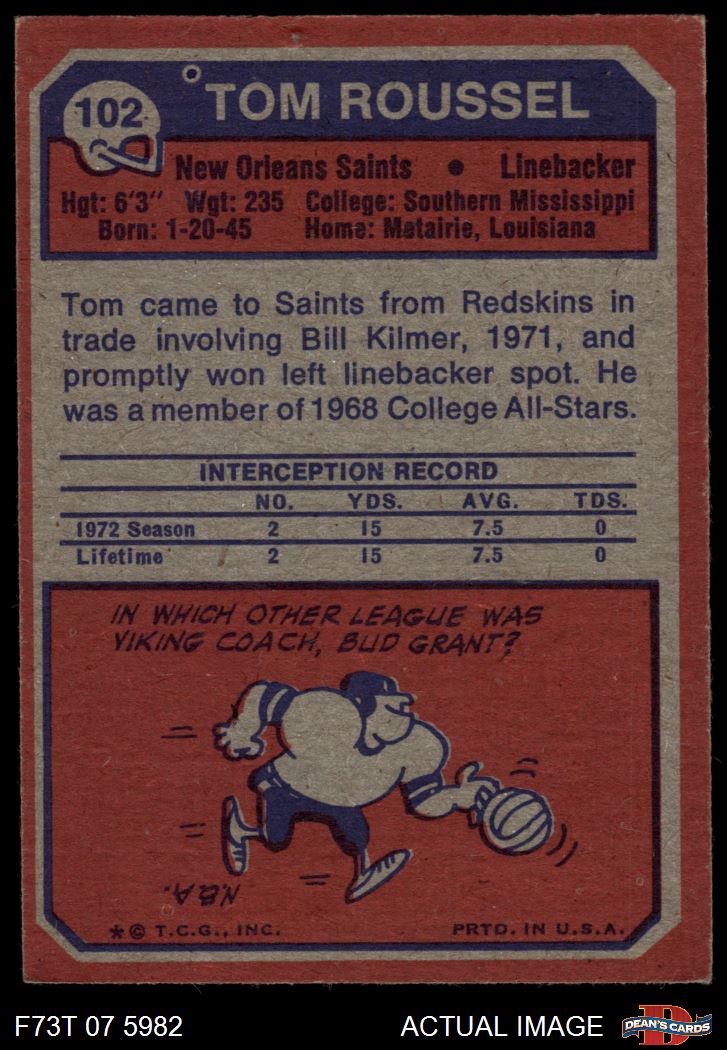 102
TOM ROUSSEL
New Orleans Saints • Linebacker
Hgt: 6'3" Wgt: 235 College: Southern Mississippi
Born: 1-20-45 Home: Metairie, Louisiana
Tom came to Saints from Redskins in
trade involving Bill Kilmer, 1971, and
promptly won left linebacker spot. He
was a member of 1968 College All-Stars.
INTERCEPTION RECORD
NO. YDS. AVG. TDS.
1972 Season 2 15 7.5 0
Lifetime 2 15 7.5 0
IN WHICH OTHER LEAGUE WAS
VIKING COACH, BUD GRANT?
N.B.A.
*© T.C.G., INC. PRTD. IN U.S.A.
F73T 07 5982 ACTUAL IMAGE
D
DEAN'S CARDS